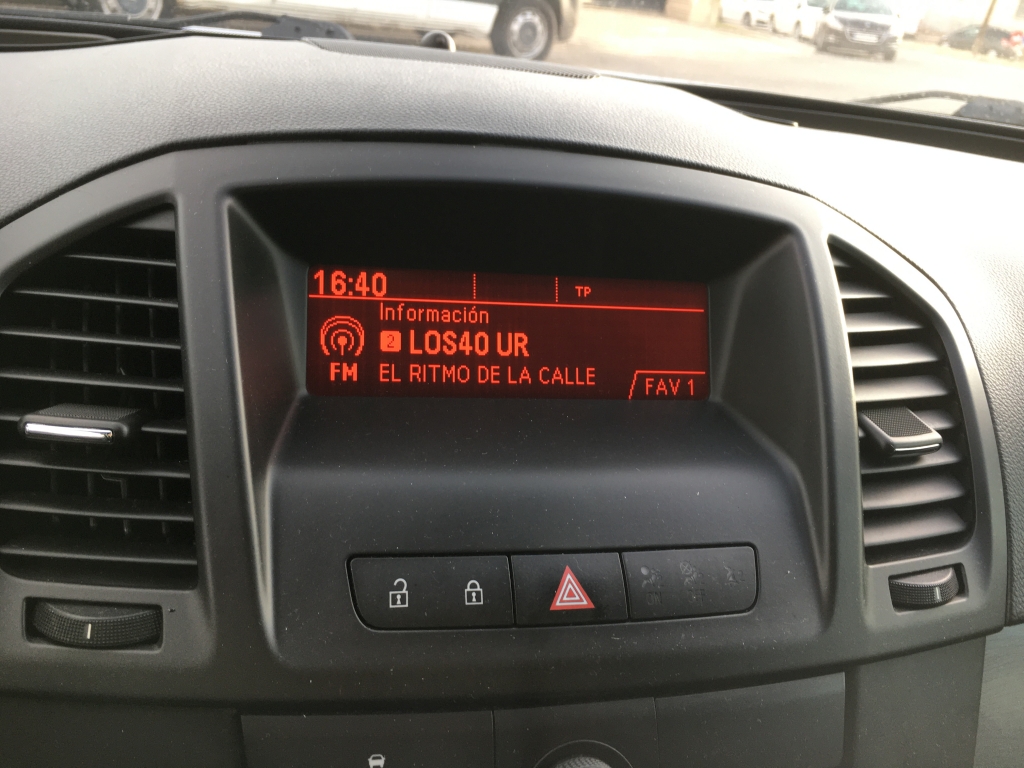 16:40 TP
Información
2 LOS40 UR
FM EL RITMO DE LA CALLE
FAV 1